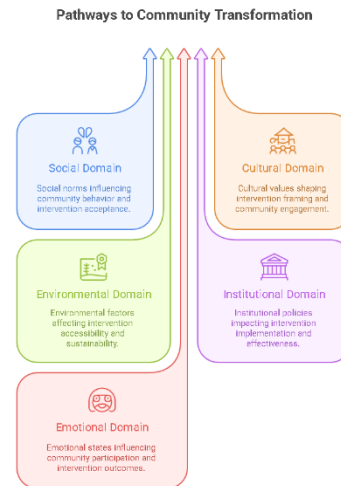 Pathways to Community Transformation
Social Domain
Social norms influencing
community behavior and
intervention acceptance.
Cultural Domain
Cultural values shaping
intervention framing and
community engagement.
Environmental Domain
Environmental factors
affecting intervention
accessibility and
sustainability.
Institutional Domain
Institutional policies
impacting intervention
implementation and
effectiveness.
Emotional Domain
Emotional states influencing
community participation and
intervention outcomes.